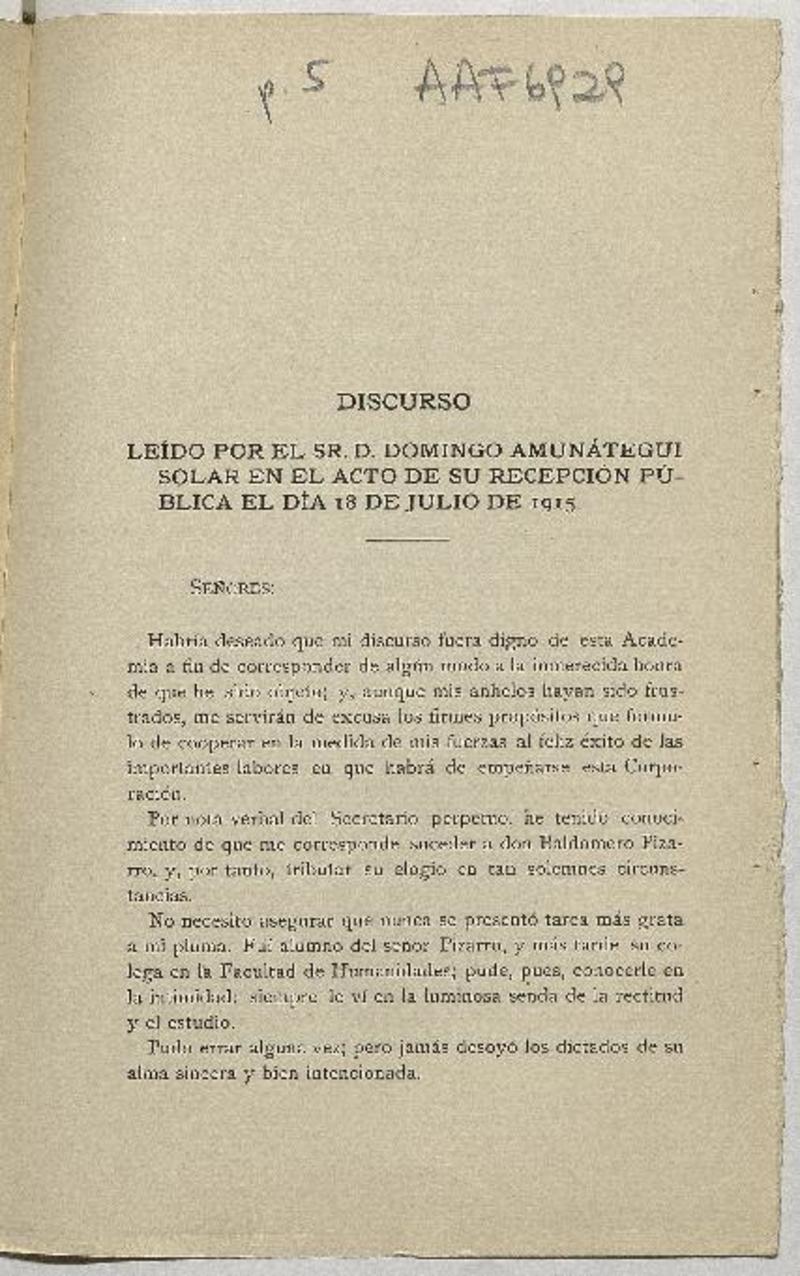 p. 5 AAF6929
DISCURSO
LEÍDO POR EL SR. D. DOMINGO AMUNÁTEGUI
SOLAR EN EL ACTO DE SU RECEPCIÓN PÚ-
BLICA EL DÍA 18 DE JULIO DE 1915
SEÑORES:
Habría deseado que mi discurso fuera digno de esta Acade-
mia a fin de corresponder de algún modo a la inmerecida honra
de que he sido objeto; y, aunque mis anhelos hayan sido frus-
trados, me servirán de excusa los firmes propósitos que formu-
lo de cooperar en la medida de mis fuerzas al feliz éxito de las
importantes labores en que habrá de empeñarse esta Corpo-
ración.
Por nota verbal del Secretario perpetuo, he tenido conoci-
miento de que me corresponde suceder a don Baldomero Piza-
rro, y, por tanto, tributar su elogio en tan solemnes circuns-
tancias.
No necesito asegurar que nunca se presentó tarea más grata
a mi pluma. Fuí alumno del señor Pizarro, y más tarde su co-
lega en la Facultad de Humanidades; pude, pues, conocerle en
la intimidad; siempre le ví en la luminosa senda de la rectitud
y el estudio.
Pudo errar alguna vez; pero jamás desoyó los dictados de su
alma sincera y bien intencionada.